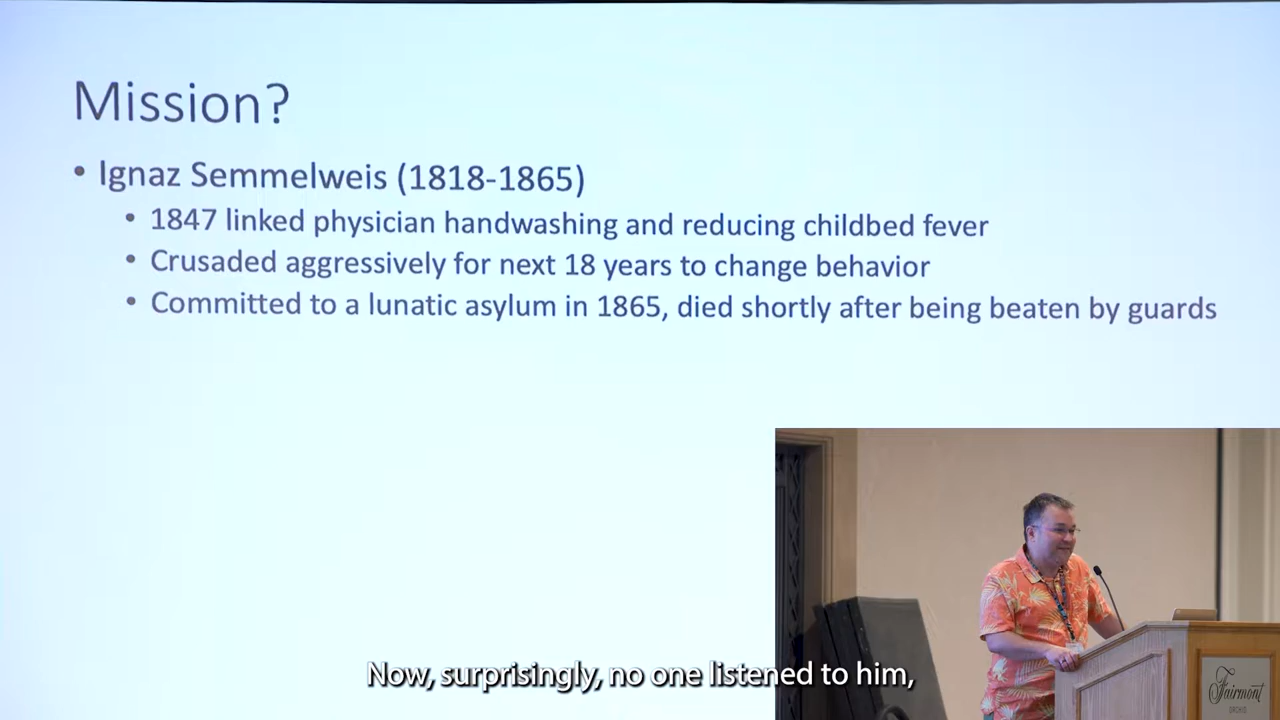 Mission?
• Ignaz Semmelweis (1818-1865)
• 1847 linked physician handwashing and reducing childbed fever
• Crusaded aggressively for next 18 years to change behavior
• Committed to a lunatic asylum in 1865, died shortly after being beaten by guards
Now, surprisingly, no one listened to him,
Fairmont
ORCHID